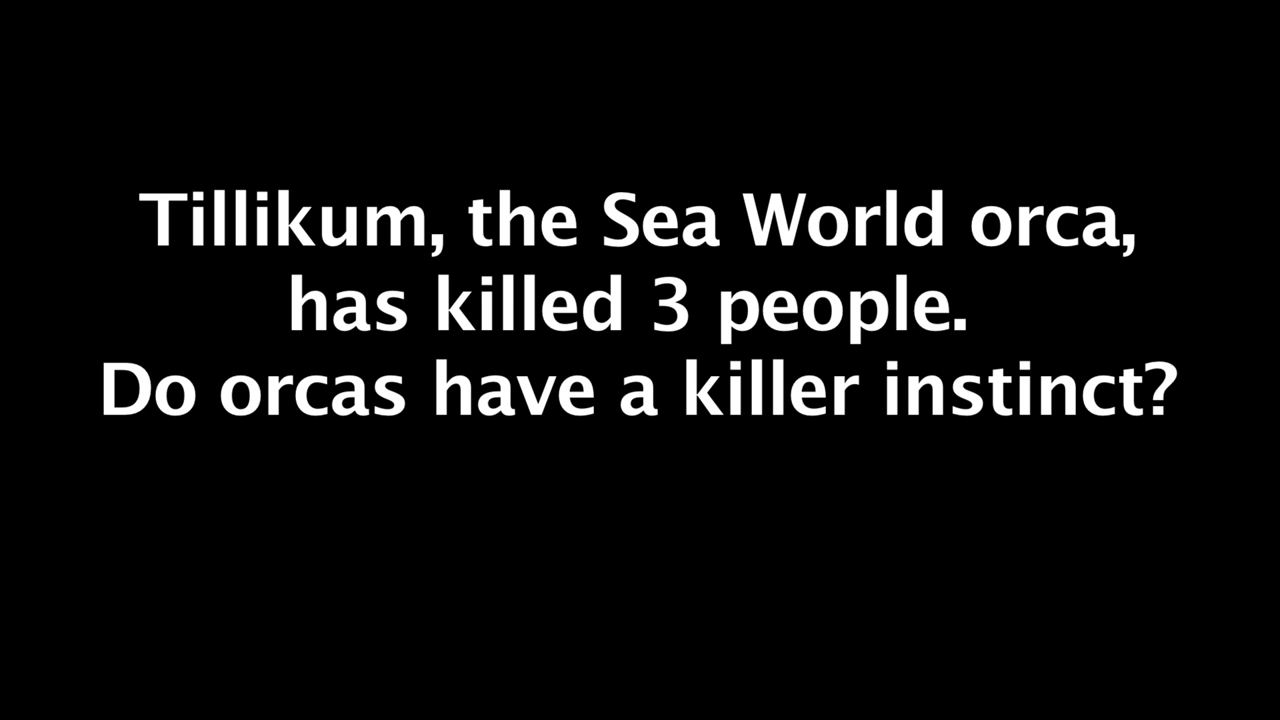 Tillikum, the Sea World orca,
has killed 3 people.
Do orcas have a killer instinct?